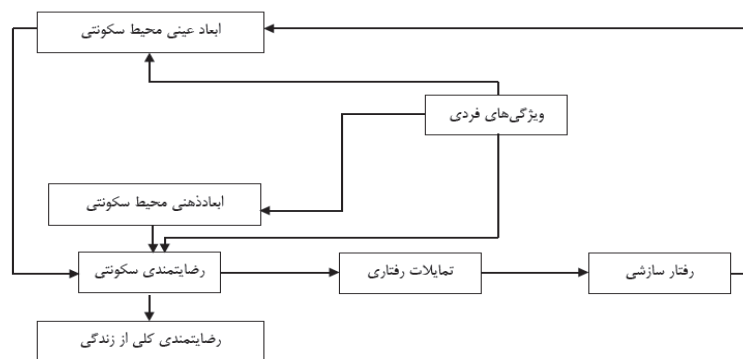 ابعاد عینی محیط سکونتی
ویژگی‌های فردی
ابعادذهنی محیط سکونتی
رضایتمندی سکونتی
تمایلات رفتاری
رفتار سازشی
رضایتمندی کلی از زندگی